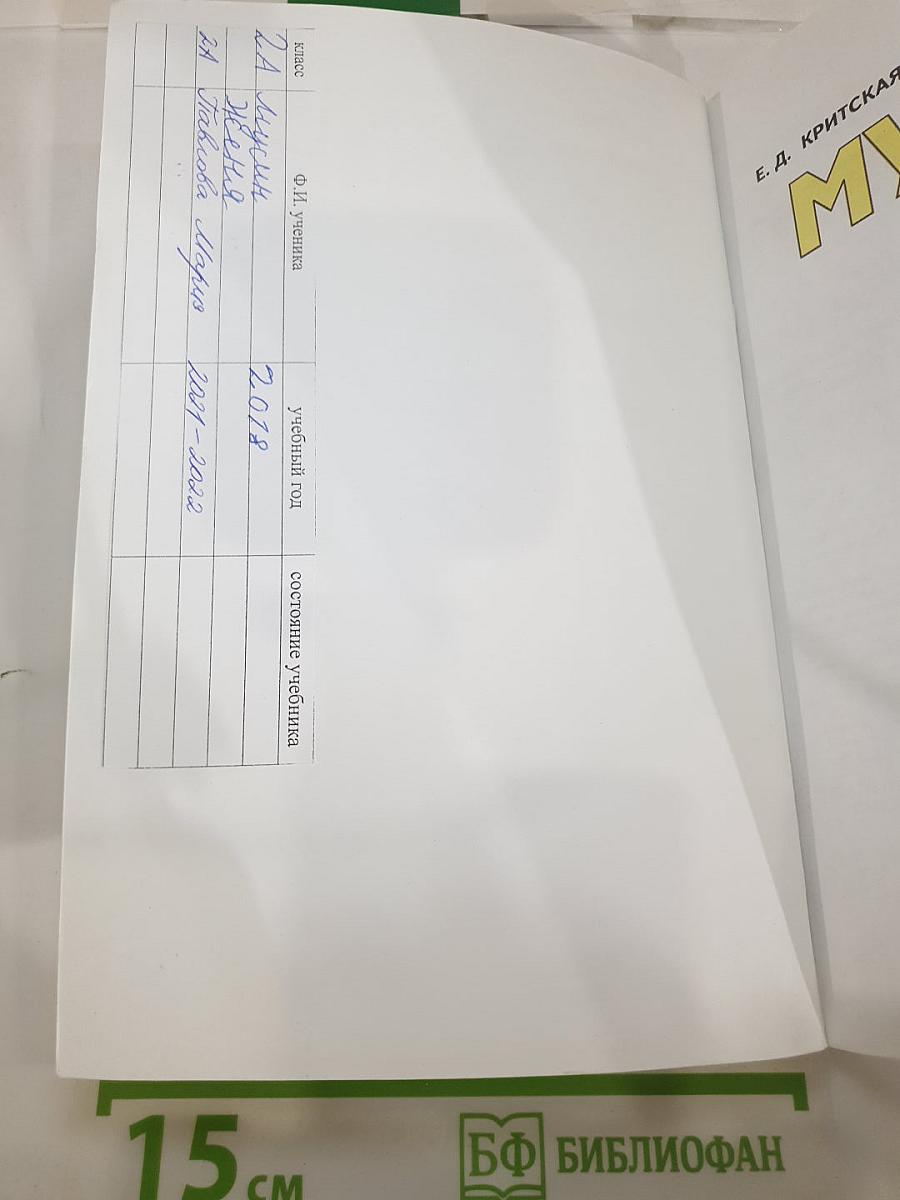 класс Ф.И. ученика учебный год состояние учебника
2А Мусин 2018
Женя
2А Павлова Мария 2021-2022
Е. Д. КРИТСКАЯ
МУ
15 см
БФ БИБЛИОФАН